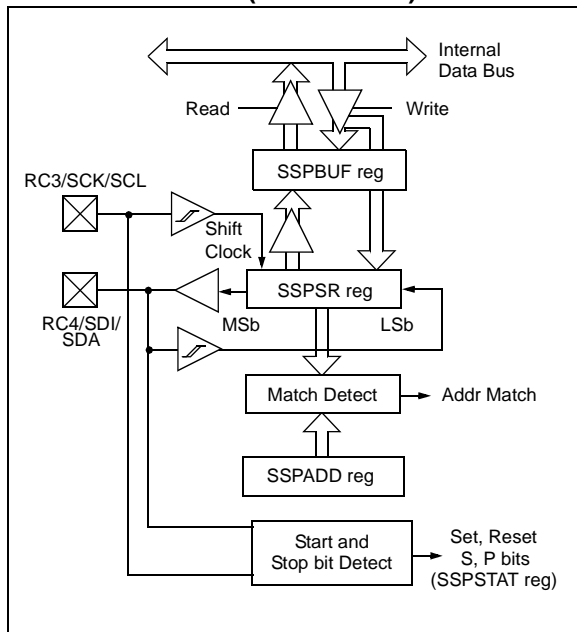 Internal
Data Bus
Read
Write
SSPBUF reg
RC3/SCK/SCL
Shift
Clock
SSPSR reg
MSb
LSb
RC4/SDI/
SDA
Match Detect
Addr Match
SSPADD reg
Start and
Stop bit Detect
Set, Reset
S, P bits
(SSPSTAT reg)